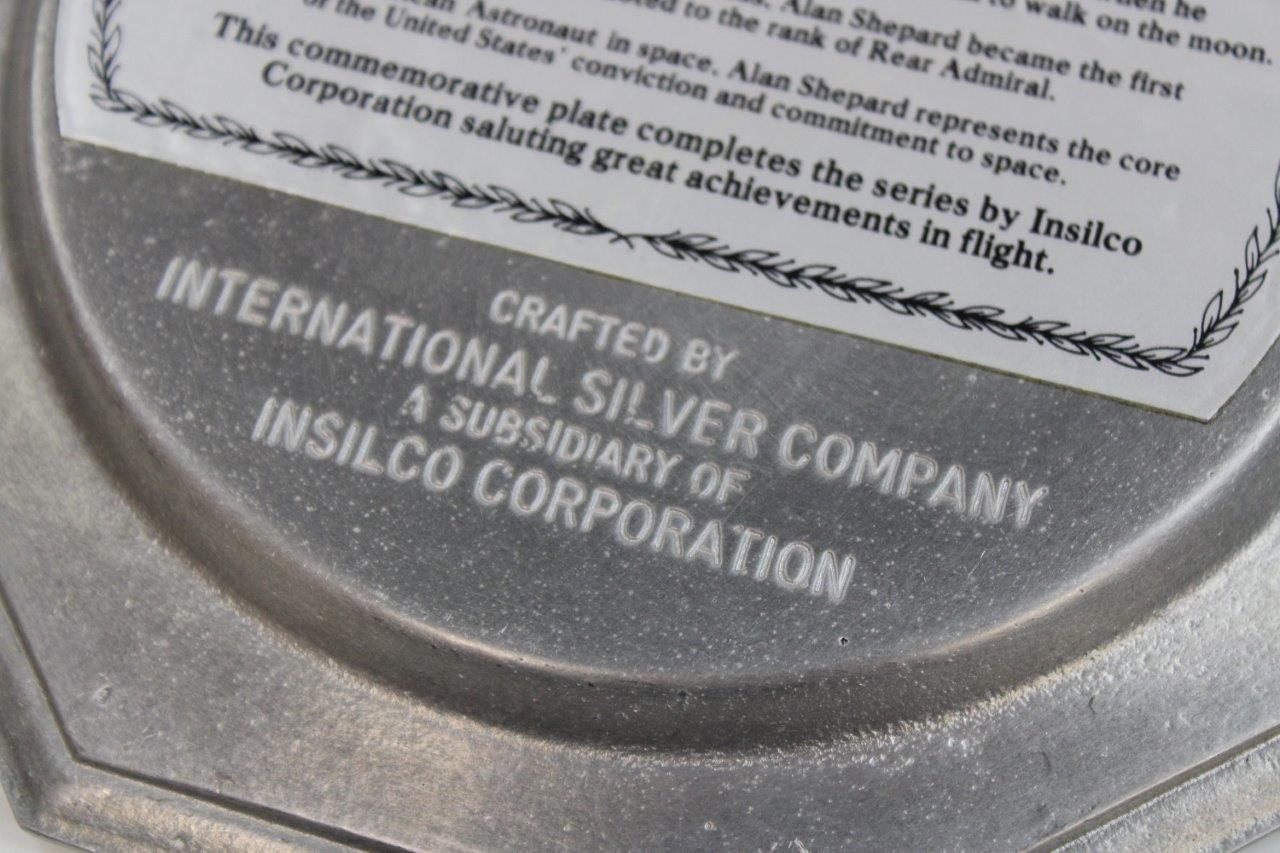 he
to walk on the moon.
Alan Shepard became the first
to the rank of Rear Admiral.
Astronaut in space. Alan Shepard represents the core
of the United States' conviction and commitment to space.
This commemorative plate completes the series by Insilco
Corporation saluting great achievements in flight.
CRAFTED BY
INTERNATIONAL SILVER COMPANY
A SUBSIDIARY OF
INSILCO CORPORATION